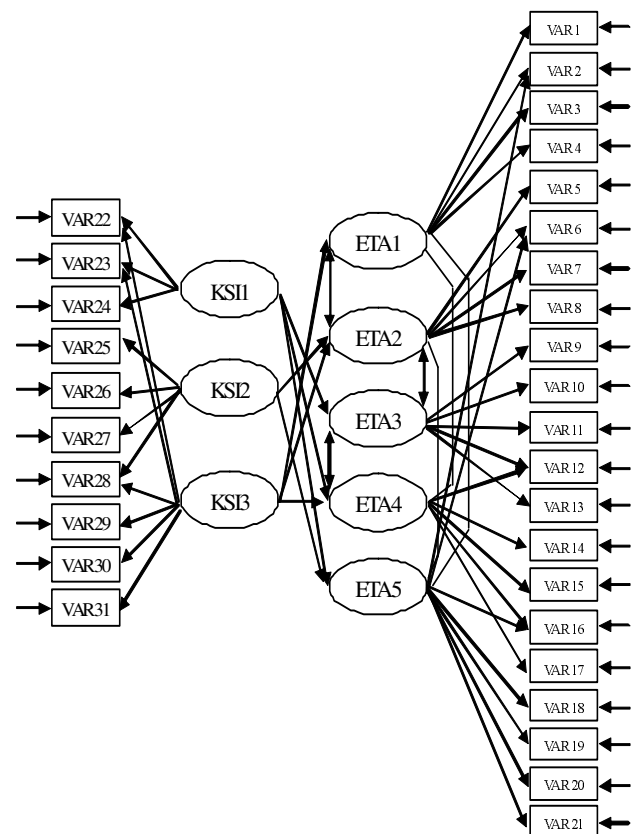 VAR22
VAR23
VAR24
VAR25
VAR26
VAR27
VAR28
VAR29
VAR30
VAR31
KSI1
KSI2
KSI3
ETA1
ETA2
ETA3
ETA4
ETA5
VAR1
VAR2
VAR3
VAR4
VAR5
VAR6
VAR7
VAR8
VAR9
VAR10
VAR11
VAR12
VAR13
VAR14
VAR15
VAR16
VAR17
VAR18
VAR19
VAR20
VAR21